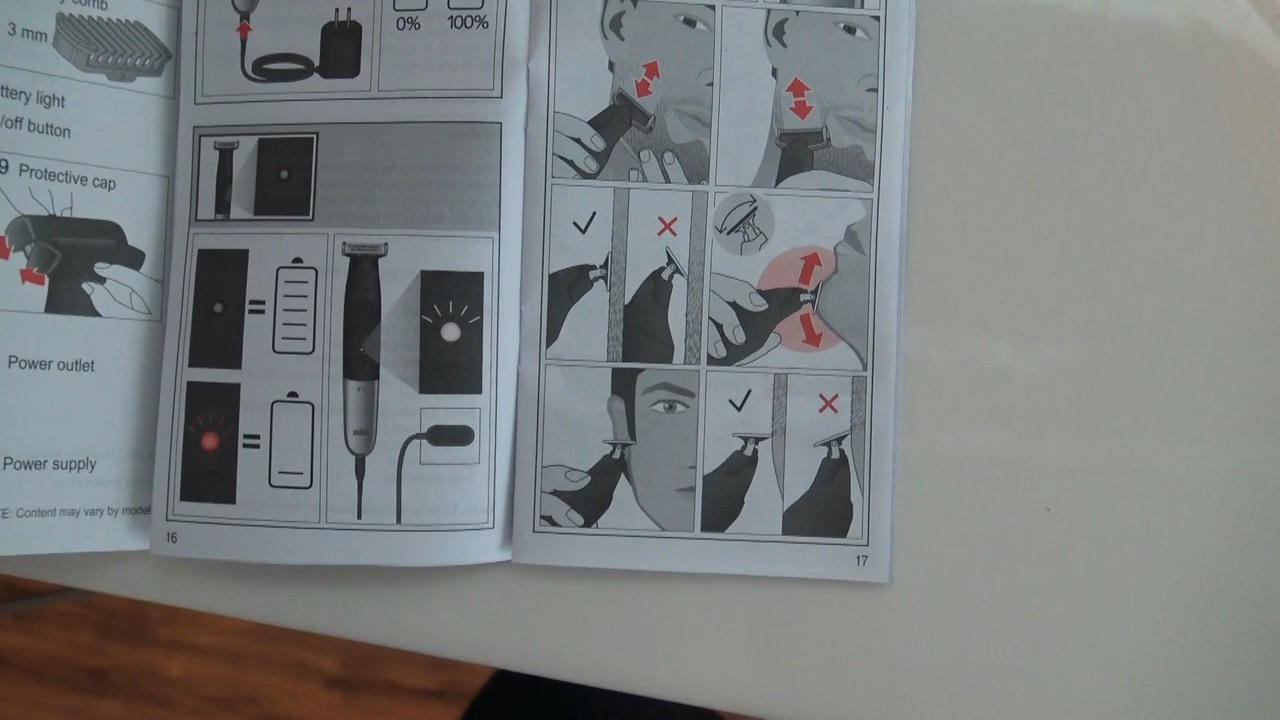 y comb
3 mm
ttery light
/off button
9 Protective cap
Power outlet
Power supply
E: Content may vary by model
0%
100%
16
17